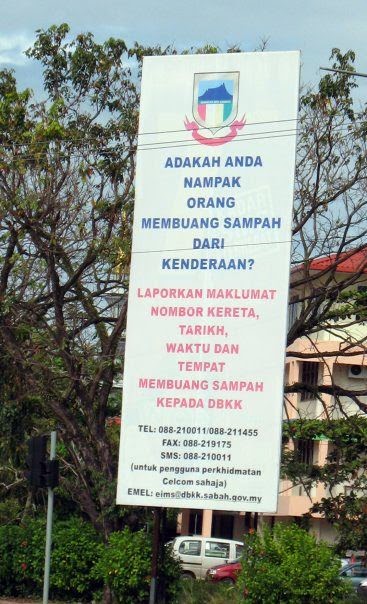 ADAKAH ANDA
NAMPAK
ORANG
MEMBUANG SAMPAH
DARI
KENDERAAN?
LAPORKAN MAKLUMAT
NOMBOR KERETA,
TARIKH,
WAKTU DAN
TEMPAT
MEMBUANG SAMPAH
KEPADA DBKK
TEL: 088-210011/088-211455
FAX: 088-219175
SMS: 088-210011
(untuk pengguna perkhidmatan
Celcom sahaja)
EMEL: eims@dbkk.sabah.gov.my